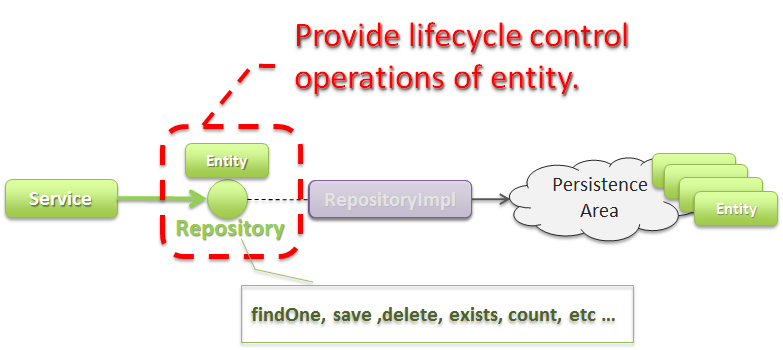 Provide lifecycle control
operations of entity.
Entity
Service
RepositoryImpl
Persistence
Area
Entity
Repository
findOne, save ,delete, exists, count, etc ...